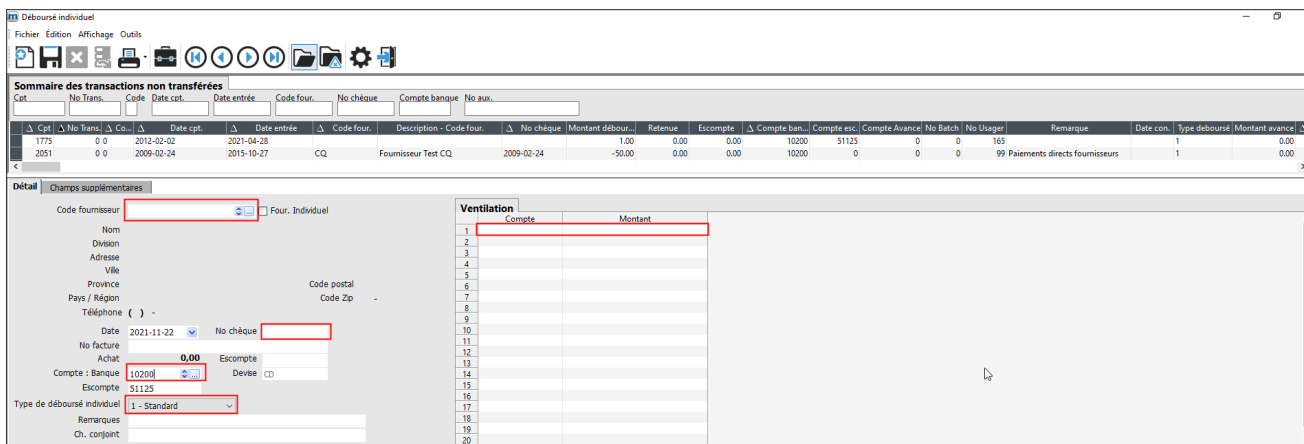 m Déboursé individuel
Fichier Édition Affichage Outils
Sommaire des transactions non transférées
Cpt No Trans. Code Date cpt. Date entrée Code four. No chèque Compte banque No aux.
Δ Cpt Δ No Trans. Δ Co... Δ Date cpt. Δ Date entrée Δ Code four. Description - Code four. Δ No chèque Montant débour... Retenue Escompte Δ Compte ban... Compte esc. Compte Avance No Batch No Usager Remarque Date con. Type deboursé Montant avance Δ
1775 0 0 2012-02-02 2021-04-28 1.00 0.00 0.00 10200 51125 0 0 165 1 0.00
2051 0 0 2009-02-24 2015-10-27 CQ Fournisseur Test CQ 2009-02-24 -50.00 0.00 0.00 10200 0 0 0 99 Paiements directs fournisseurs 1 0.00
Détail Champs supplémentaires
Code fournisseur ... Four. Individuel
Nom
Division
Adresse
Ville
Province Code postal
Pays / Région Code Zip -
Téléphone ( ) -
Date 2021-11-22 No chèque
No facture
Achat 0,00 Escompte
Compte : Banque 10200 ... Devise CD
Escompte 51125
Type de déboursé individuel 1 - Standard
Remarques
Ch. conjoint
Ventilation
Compte Montant
1
2
3
4
5
6
7
8
9
10
11
12
13
14
15
16
17
18
19
20